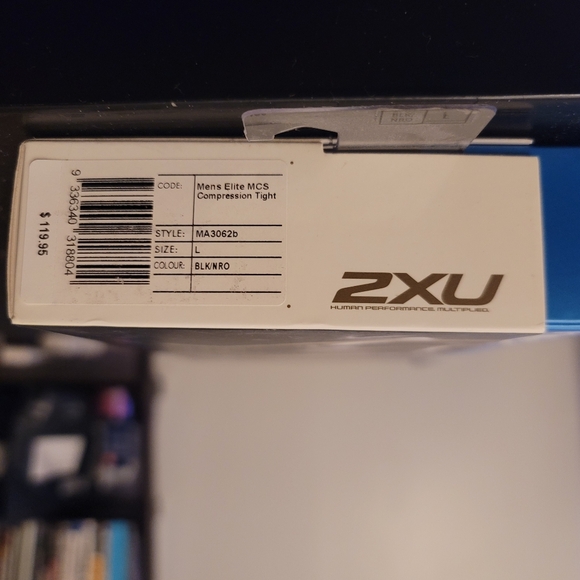 CODE: Mens Elite MCS
Compression Tight
STYLE: MA3062b
SIZE: L
COLOUR: BLK/NRO
9 336340 318804
$ 119.95
2XU
HUMAN PERFORMANCE. MULTIPLIED.